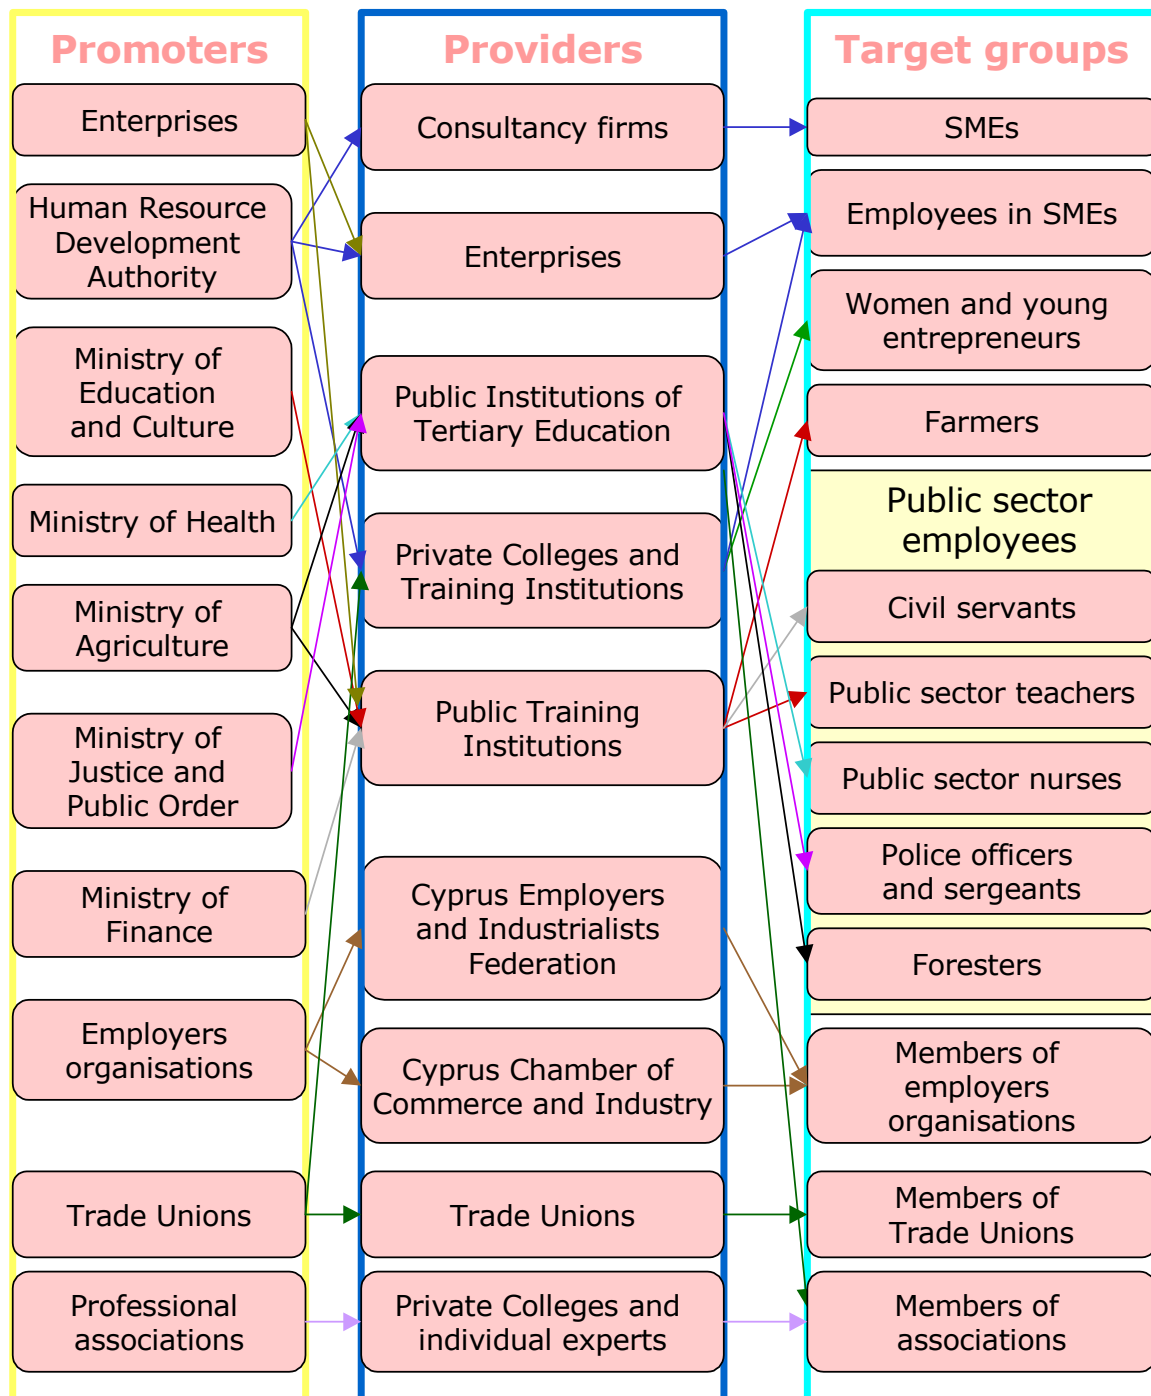 Promoters
Enterprises
Human Resource
Development
Authority
Ministry of
Education
and Culture
Ministry of Health
Ministry of
Agriculture
Ministry of
Justice and
Public Order
Ministry of
Finance
Employers
organisations
Trade Unions
Professional
associations
Providers
Consultancy firms
Enterprises
Public Institutions of
Tertiary Education
Private Colleges and
Training Institutions
Public Training
Institutions
Cyprus Employers
and Industrialists
Federation
Cyprus Chamber of
Commerce and Industry
Trade Unions
Private Colleges and
individual experts
Target groups
SMEs
Employees in SMEs
Women and young
entrepreneurs
Farmers
Public sector
employees
Civil servants
Public sector teachers
Public sector nurses
Police officers
and sergeants
Foresters
Members of
employers
organisations
Members of
Trade Unions
Members of
associations